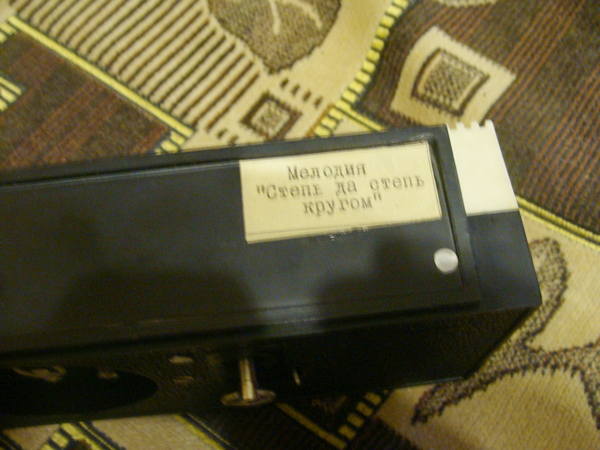 Мелодия
"Степь да степь
кругом"